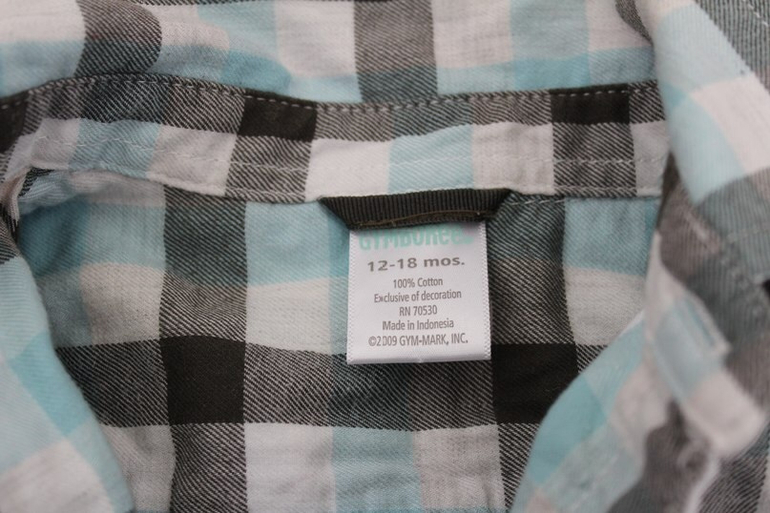 GYMBOREE
12-18 mos.
100% Cotton
Exclusive of decoration
RN 70530
Made in Indonesia
©2009 GYM-MARK, INC.